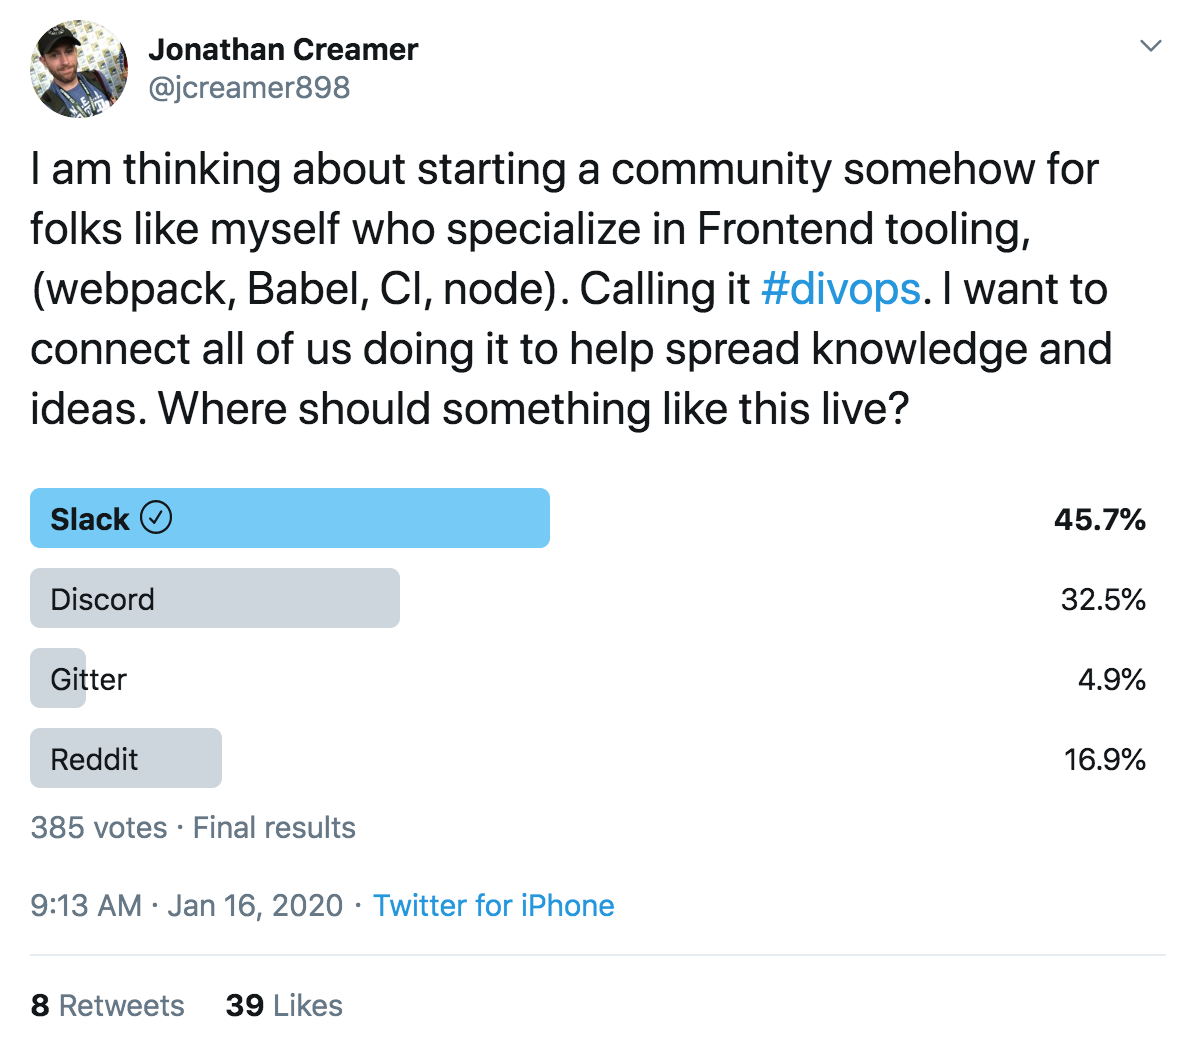 Jonathan Creamer
@jcreamer898
I am thinking about starting a community somehow for
folks like myself who specialize in Frontend tooling,
(webpack, Babel, CI, node). Calling it #divops. I want to
connect all of us doing it to help spread knowledge and
ideas. Where should something like this live?
Slack 45.7%
Discord 32.5%
Gitter 4.9%
Reddit 16.9%
385 votes · Final results
9:13 AM · Jan 16, 2020 · Twitter for iPhone
8 Retweets 39 Likes